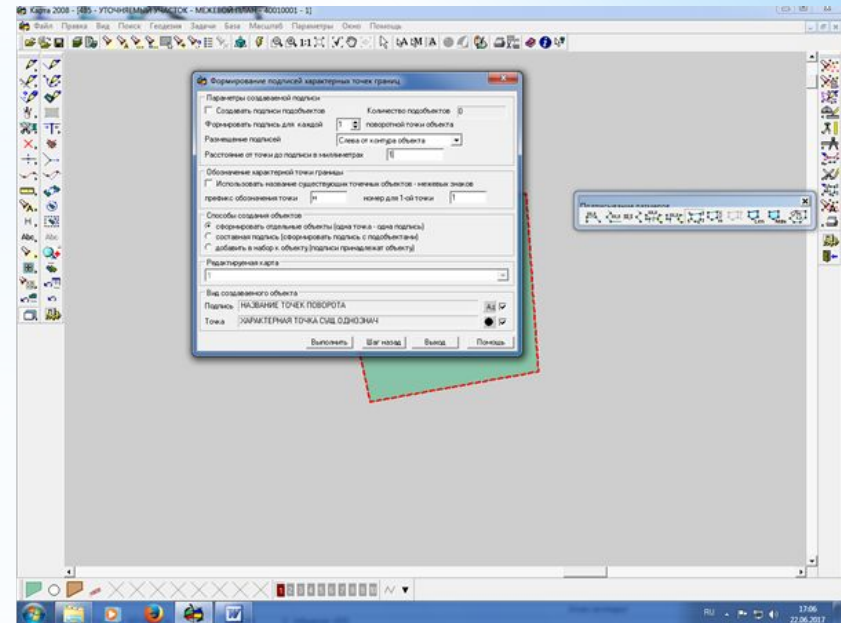 Карта 2008 - [485 - УТОЧНЯЕМЫЙ УЧАСТОК - МЕЖЕВОЙ ПЛАН - 40010001 - 1]
Файл Правка Вид Поиск Геодезия Задачи База Масштаб Параметры Окно Помощь
Формирование подписей характерных точек границ
Параметры создаваемой подписи
Создавать подписи подобъектов Количество подобъектов 0
Формировать подпись для каждой 1 поворотной точки объекта
Размещение подписей Слева от контура объекта
Расстояние от точки до подписи в миллиметрах 1
Обозначение характерной точки границы
Использовать название существующих точечных объектов - межевых знаков
префикс обозначения точки н номер для 1-ой точки 1
Способы создания объектов
сформировать отдельные объекты (одна точка - одна подпись)
составная подпись (сформировать подпись с подобъектами)
добавить в набор к объекту (подписи принадлежат объекту)
Редактируемая карта
1
Вид создаваемого объекта
Подпись НАЗВАНИЕ ТОЧЕК ПОВОРОТА
Точка ХАРАКТЕРНАЯ ТОЧКА СУЩ. ОДНОЗНАЧ
Выполнить Шаг назад Выход Помощь
RU 17:06
22.06.2017